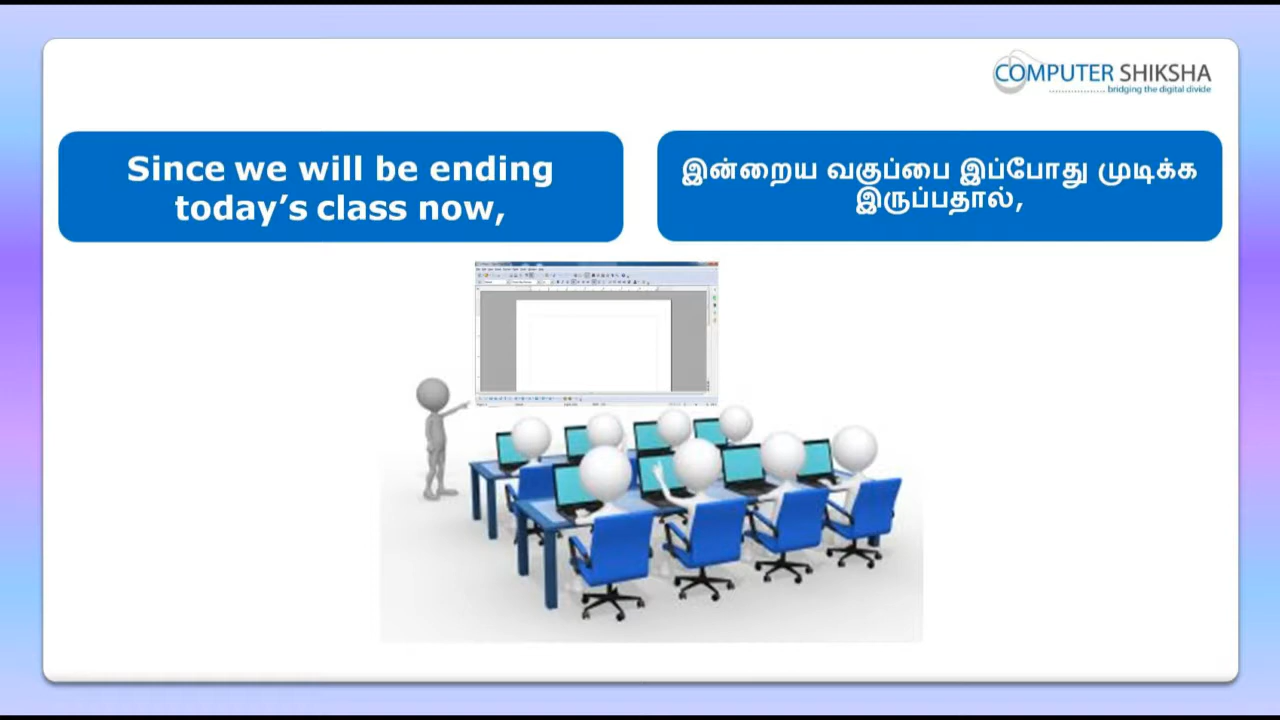 COMPUTER SHIKSHA
bridging the digital divide
Since we will be ending
today’s class now,
இன்றைய வகுப்பை இப்போது முடிக்க
இருப்பதால்,